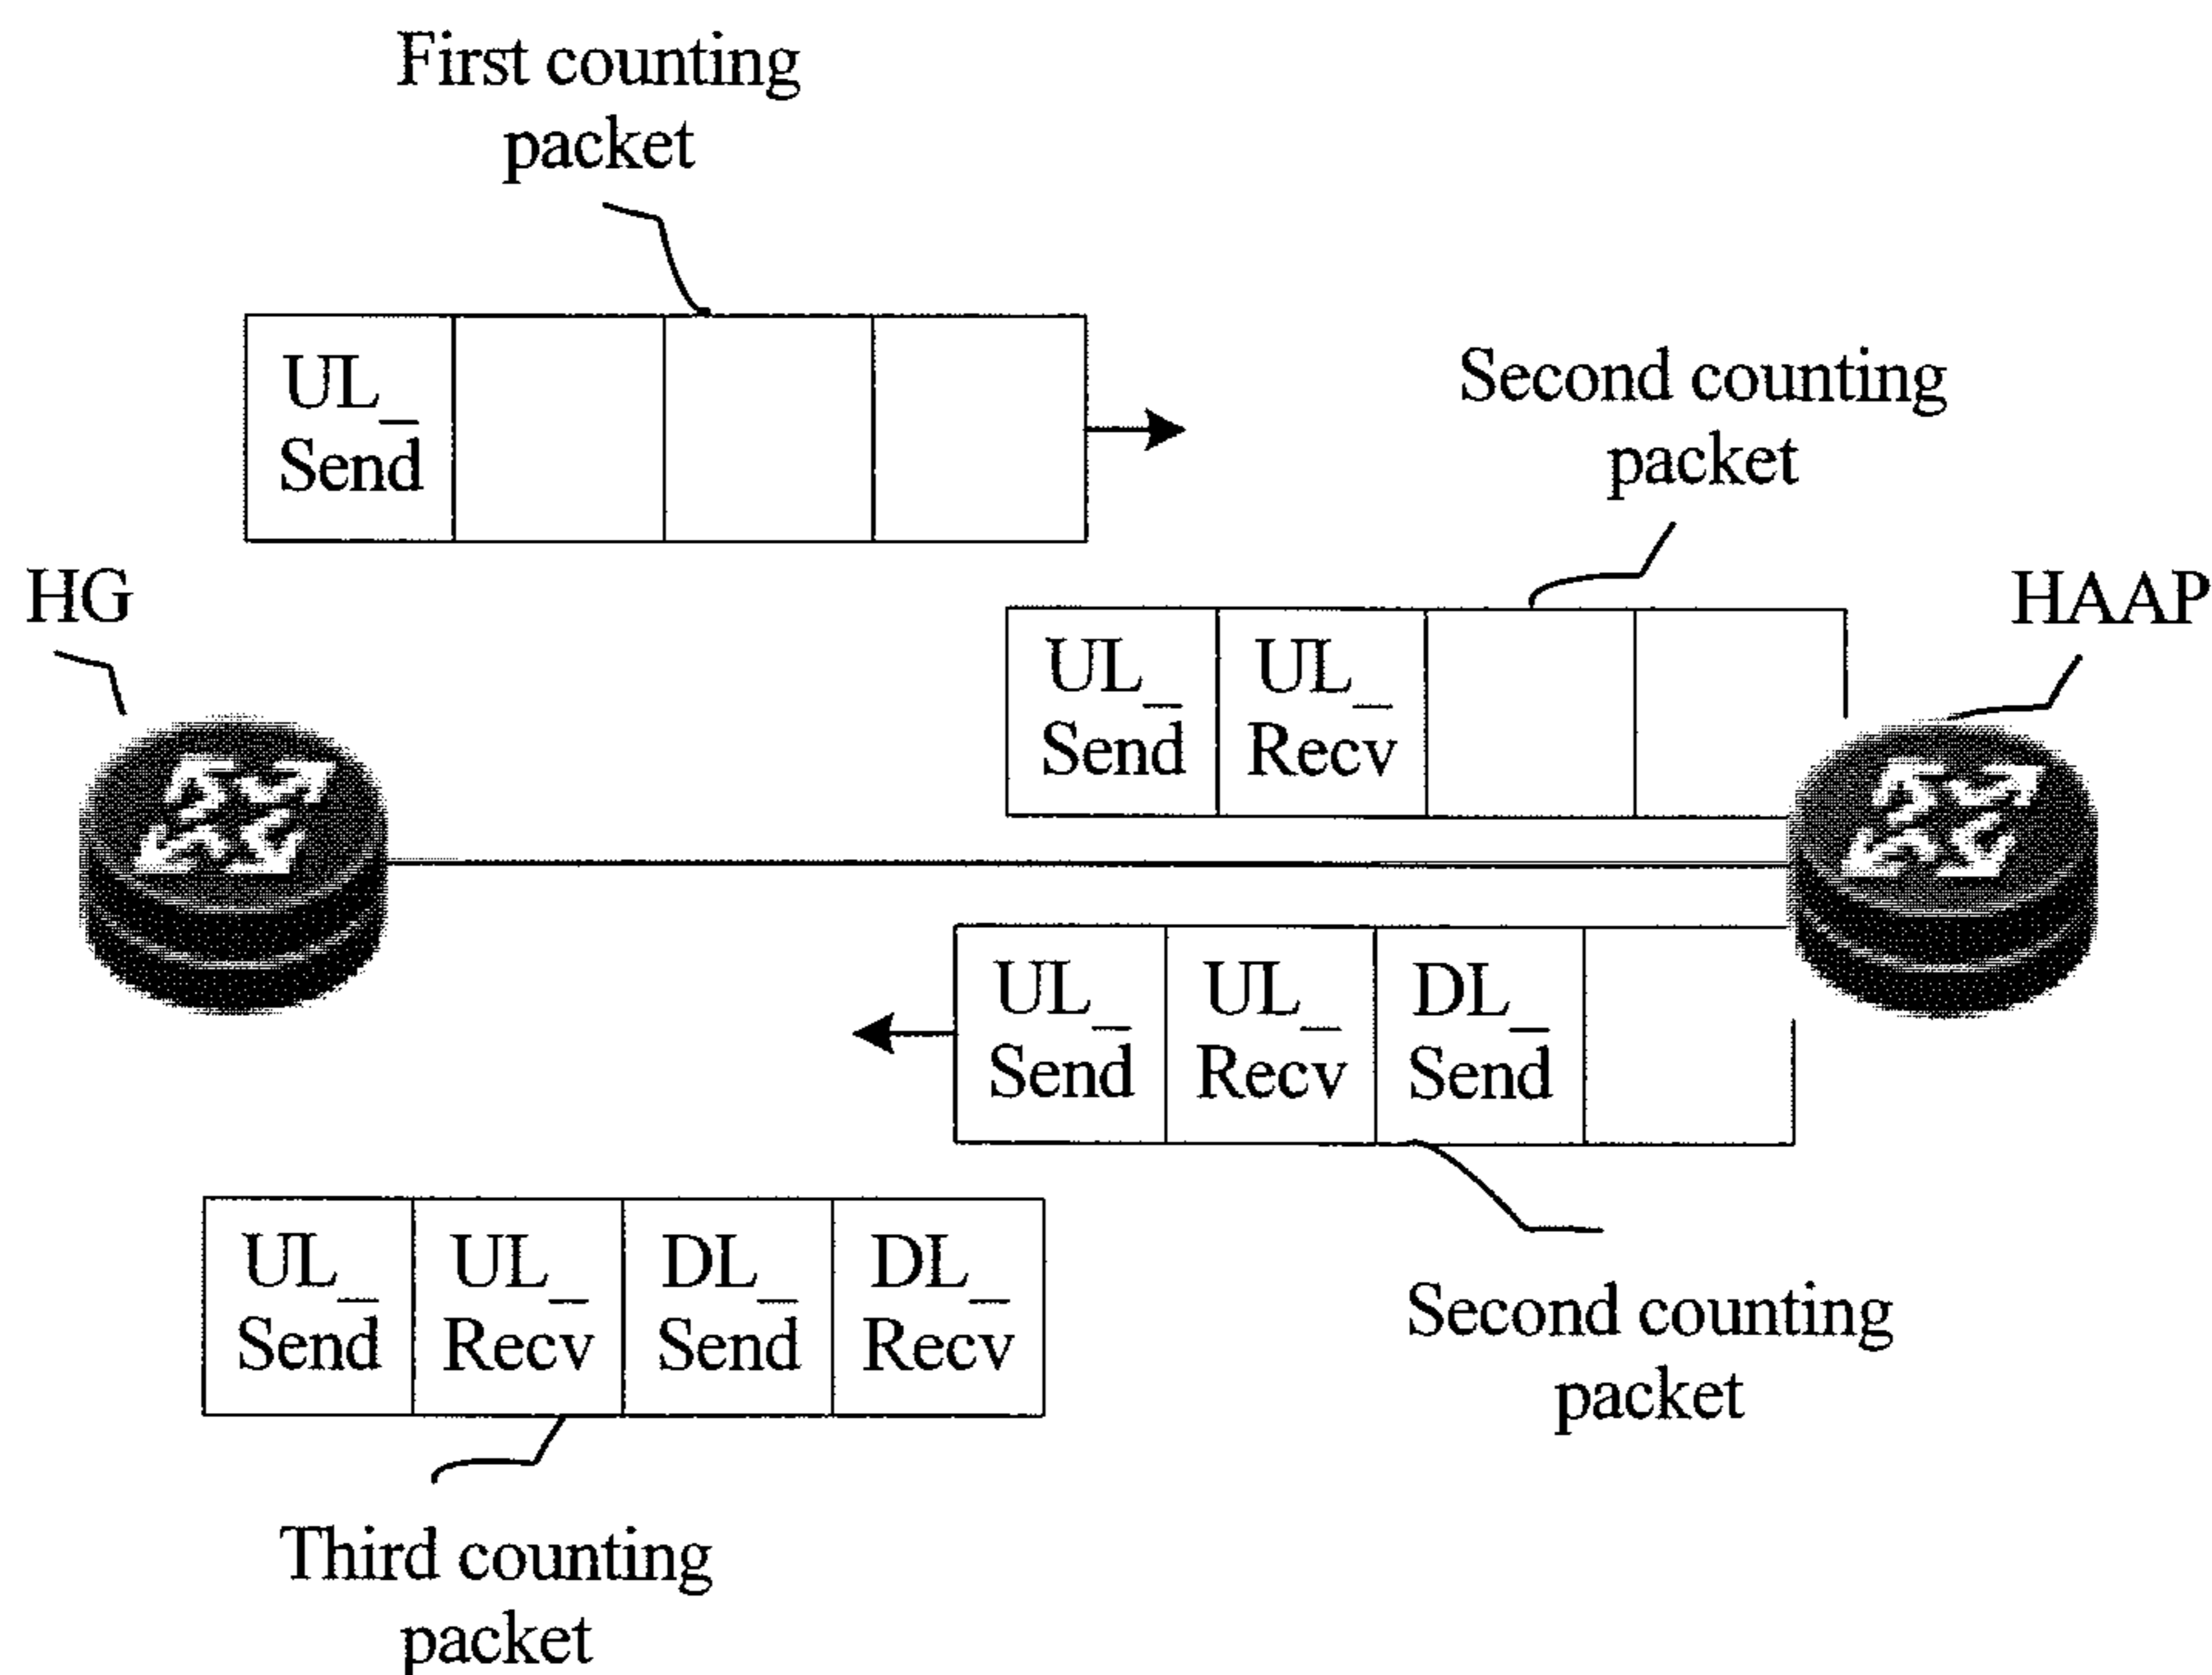 First counting
packet
UL_
Send
Second counting
packet
HG
HAAP
UL_
Send
UL_
Recv
UL_
Send
UL_
Recv
DL_
Send
UL_
Send
UL_
Recv
DL_
Send
DL_
Recv
Second counting
packet
Third counting
packet